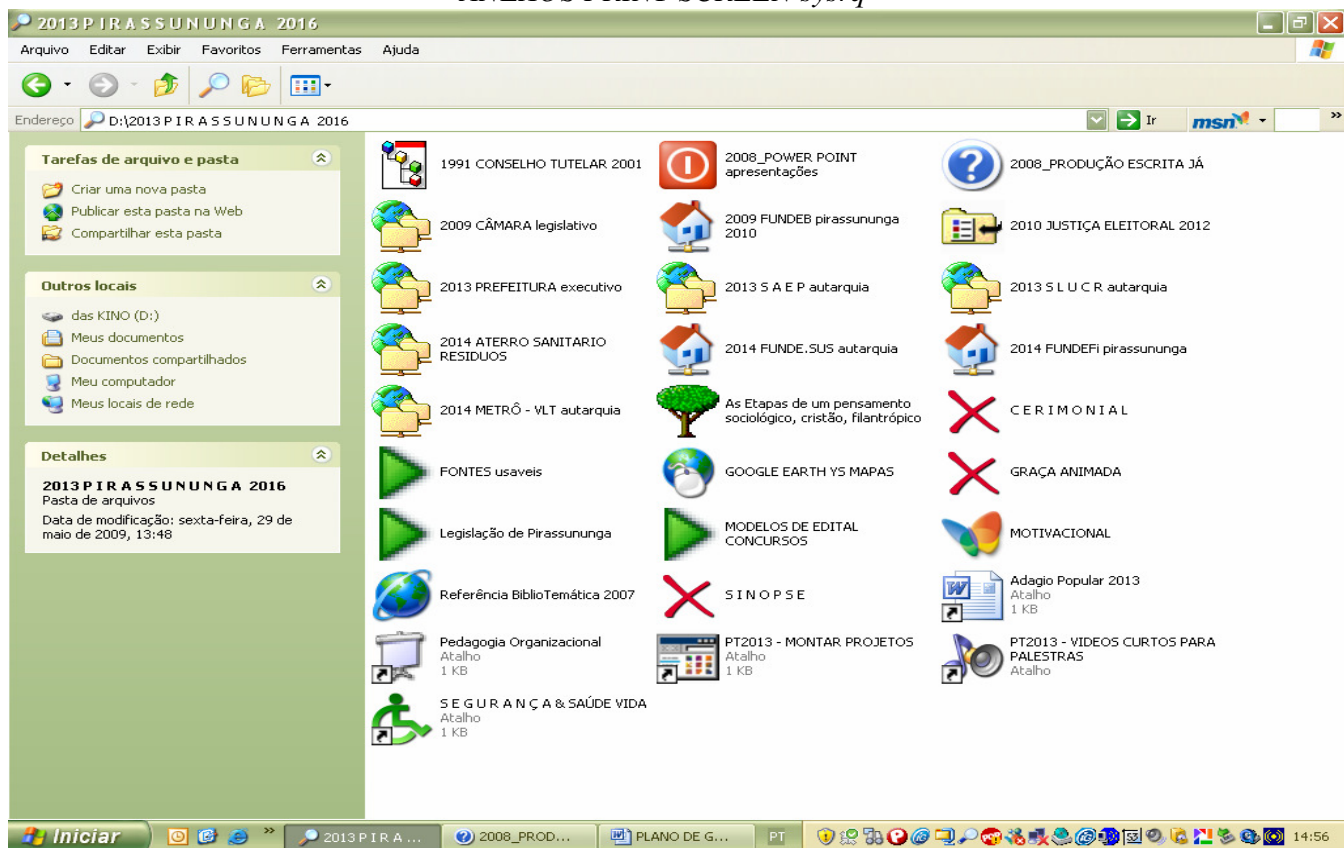 ANEXOS PRINT SCREEN sysrq
2013 P I R A S S U N U N G A 2016
Arquivo Editar Exibir Favoritos Ferramentas Ajuda
Endereço D:\2013 P I R A S S U N U N G A 2016 Ir msn »
Tarefas de arquivo e pasta
Criar uma nova pasta
Publicar esta pasta na Web
Compartilhar esta pasta
Outros locais
das KINO (D:)
Meus documentos
Documentos compartilhados
Meu computador
Meus locais de rede
Detalhes
2013 P I R A S S U N U N G A 2016
Pasta de arquivos
Data de modificação: sexta-feira, 29 de
maio de 2009, 13:48
1991 CONSELHO TUTELAR 2001
2008_POWER POINT
apresentações
2008_PRODUÇÃO ESCRITA JÁ
2009 CÂMARA legislativo
2009 FUNDEB pirassununga
2010
2010 JUSTIÇA ELEITORAL 2012
2013 PREFEITURA executivo
2013 S A E P autarquia
2013 S L U C R autarquia
2014 ATERRO SANITARIO
RESIDUOS
2014 FUNDE.SUS autarquia
2014 FUNDEFi pirassununga
2014 METRÔ - VLT autarquia
As Etapas de um pensamento
sociológico, cristão, filantrópico
C E R I M O N I A L
FONTES usaveis
GOOGLE EARTH YS MAPAS
GRAÇA ANIMADA
Legislação de Pirassununga
MODELOS DE EDITAL
CONCURSOS
MOTIVACIONAL
Referência BiblioTemática 2007
S I N O P S E
Adagio Popular 2013
Atalho
1 KB
Pedagogia Organizacional
Atalho
1 KB
PT2013 - MONTAR PROJETOS
Atalho
1 KB
PT2013 - VIDEOS CURTOS PARA
PALESTRAS
Atalho
S E G U R A N Ç A & SAÚDE VIDA
Atalho
1 KB
Iniciar » 2013 P I R A ... 2008_PROD... PLANO DE G... PT 14:56